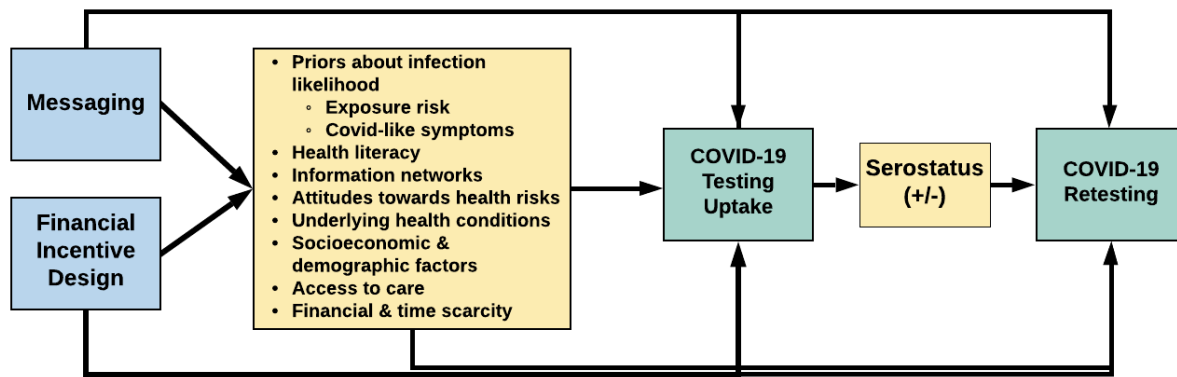 Messaging
Financial
Incentive
Design
• Priors about infection
likelihood
◦ Exposure risk
◦ Covid-like symptoms
• Health literacy
• Information networks
• Attitudes towards health risks
• Underlying health conditions
• Socioeconomic &
demographic factors
• Access to care
• Financial & time scarcity
COVID-19
Testing
Uptake
Serostatus
(+/-)
COVID-19
Retesting